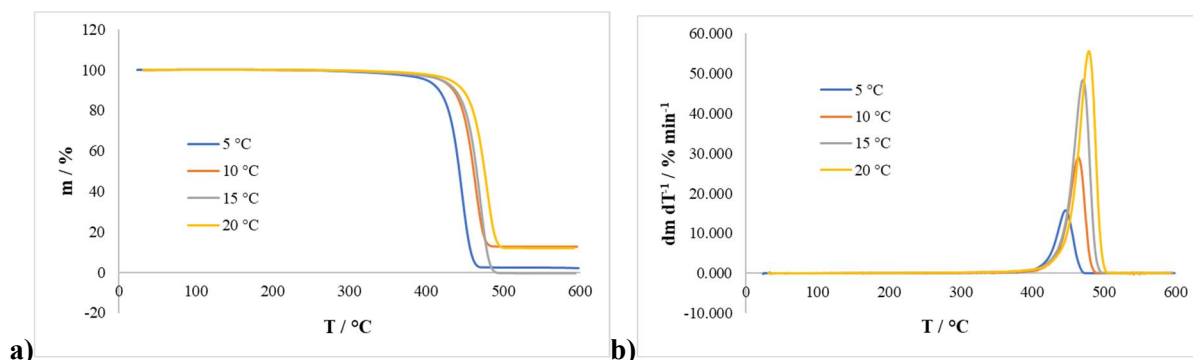 120
100
80
60
40
20
0
-20
m / %
5 °C
10 °C
15 °C
20 °C
0 100 200 300 400 500 600
T / °C
a)
60.000
50.000
40.000
30.000
20.000
10.000
0.000
-10.000
dm dT⁻¹ / % min⁻¹
5 °C
10 °C
15 °C
20 °C
0 100 200 300 400 500 600
T / °C
b)